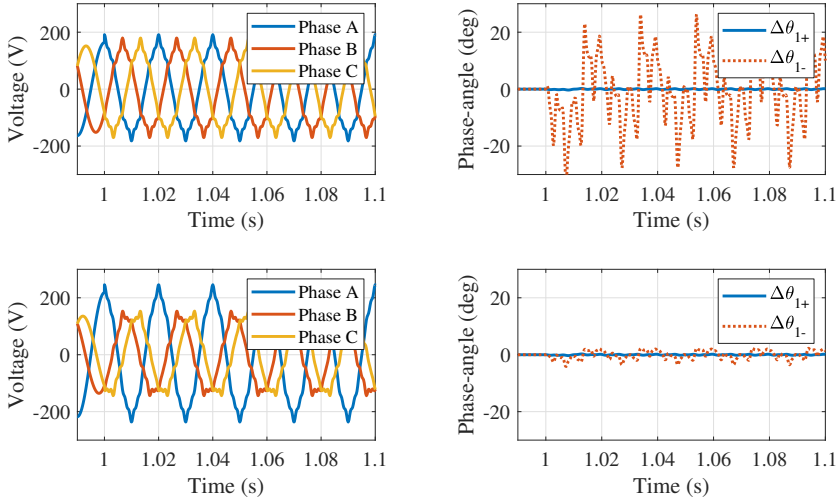 Voltage (V)
200
0
-200
1
1.02
1.04
1.06
1.08
1.1
Time (s)
Phase A
Phase B
Phase C
Phase-angle (deg)
20
0
-20
1
1.02
1.04
1.06
1.08
1.1
Time (s)
Δθ1+
Δθ1-
Voltage (V)
200
0
-200
1
1.02
1.04
1.06
1.08
1.1
Time (s)
Phase A
Phase B
Phase C
Phase-angle (deg)
20
0
-20
1
1.02
1.04
1.06
1.08
1.1
Time (s)
Δθ1+
Δθ1-